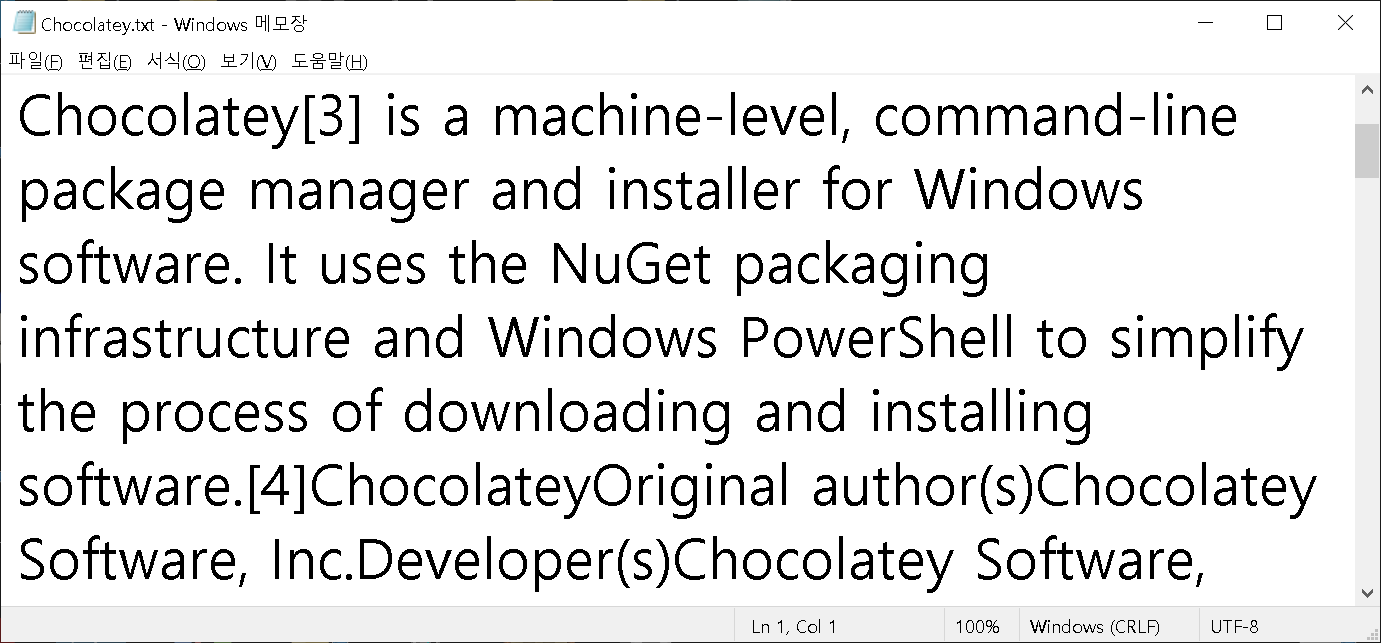 Chocolatey.txt - Windows 메모장
파일(F) 편집(E) 서식(O) 보기(V) 도움말(H)
Chocolatey[3] is a machine-level, command-line
package manager and installer for Windows
software. It uses the NuGet packaging
infrastructure and Windows PowerShell to simplify
the process of downloading and installing
software.[4]ChocolateyOriginal author(s)Chocolatey
Software, Inc.Developer(s)Chocolatey Software,
Ln 1, Col 1 100% Windows (CRLF) UTF-8